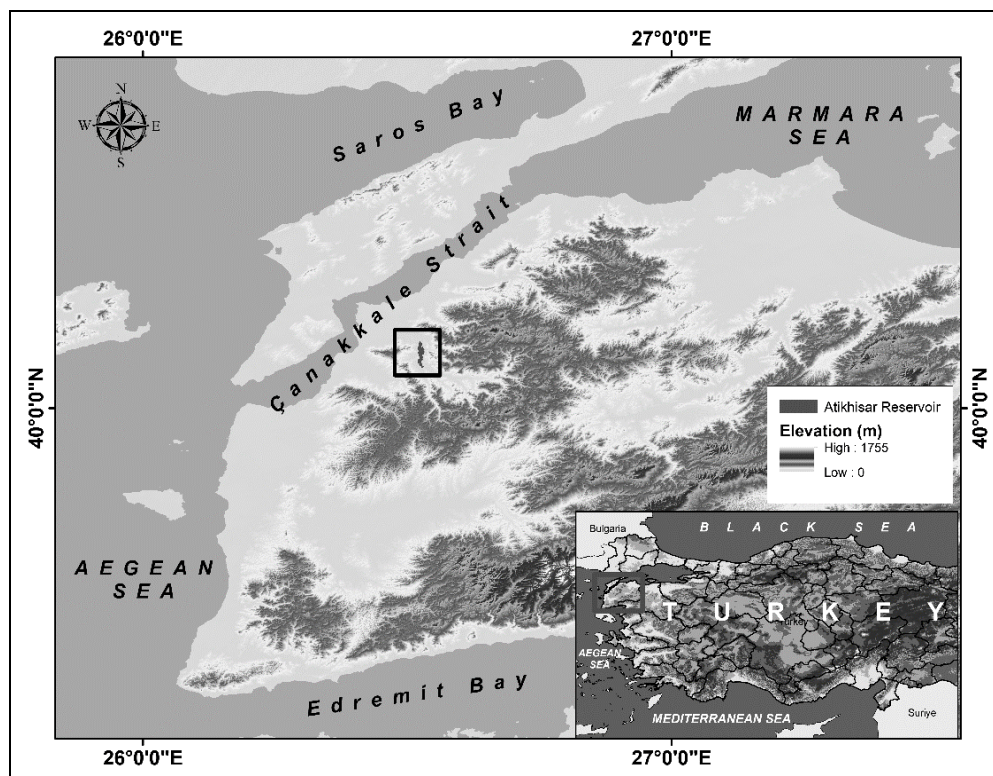 26°0'0"E
27°0'0"E
N
W
E
S
Saros Bay
MARMARA
SEA
Çanakkale Strait
40°0'0"N
40°0'0"N
Atikhisar Reservoir
Elevation (m)
High : 1755
Low : 0
AEGEAN
SEA
Edremit Bay
Bulgaria
BLACK SEA
TURKEY
Turkey
AEGEAN
SEA
MEDITERRANEAN SEA
Suriye
26°0'0"E
27°0'0"E